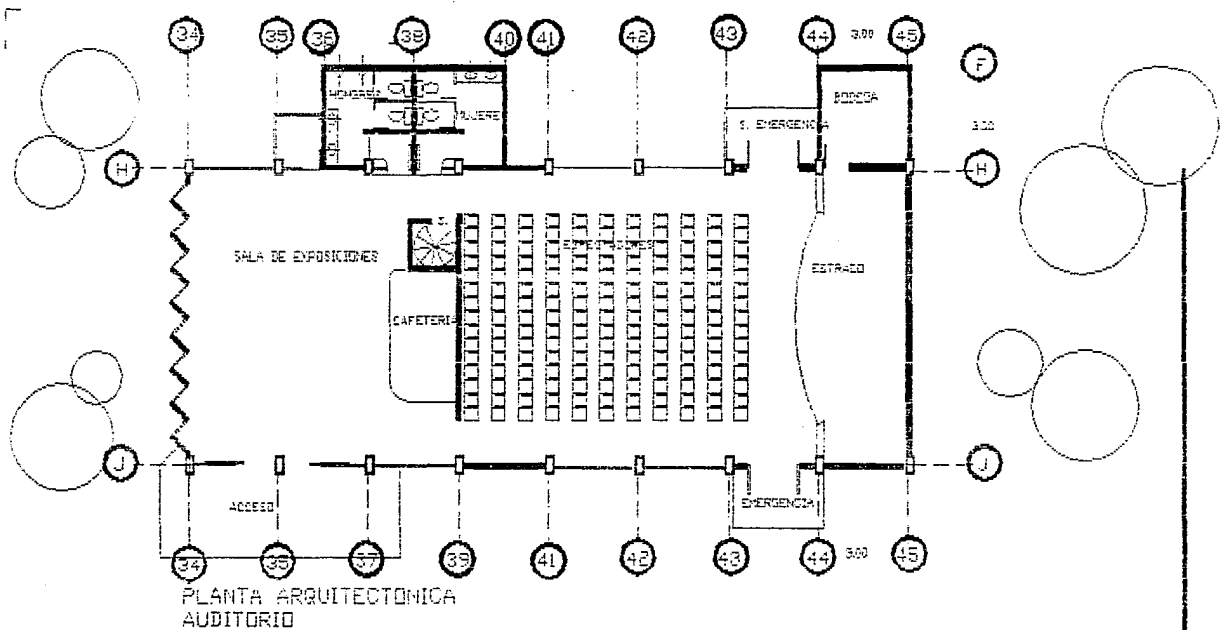 34 35 36 38 40 41 42 43 44 3.00 45
F
HOMBRES
MUJERES
BODEGA
S. EMERGENCIA
3.00
H H
SALA DE EXPOSICIONES
ESPECTADORES
ESTRADO
CAFETERIA
J J
ACCESO
EMERGENCIA
34 35 37 39 41 42 43 44 3.00 45
PLANTA ARQUITECTONICA
AUDITORIO